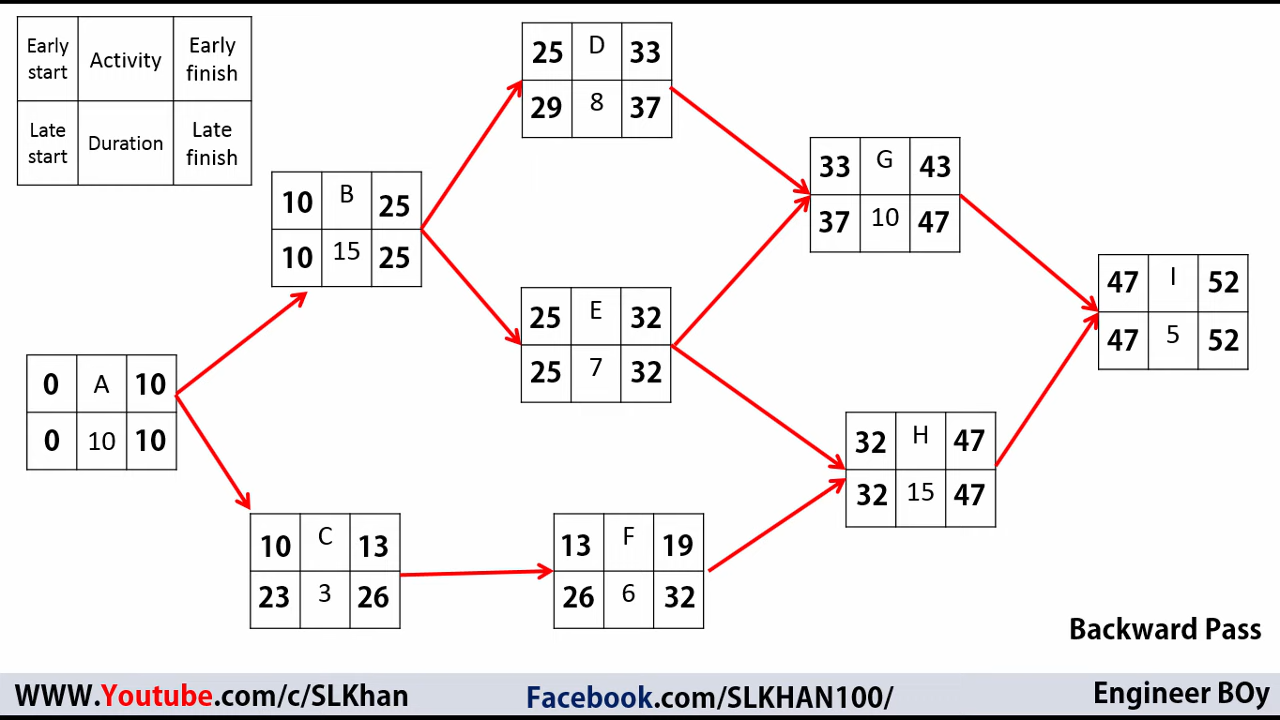 Early start Activity Early finish
Late start Duration Late finish
25 D 33
29 8 37
10 B 25
10 15 25
33 G 43
37 10 47
47 I 52
47 5 52
25 E 32
25 7 32
0 A 10
0 10 10
32 H 47
32 15 47
10 C 13
23 3 26
13 F 19
26 6 32
Backward Pass
WWW.Youtube.com/c/SLKhan
Facebook.com/SLKHAN100/
Engineer BOy